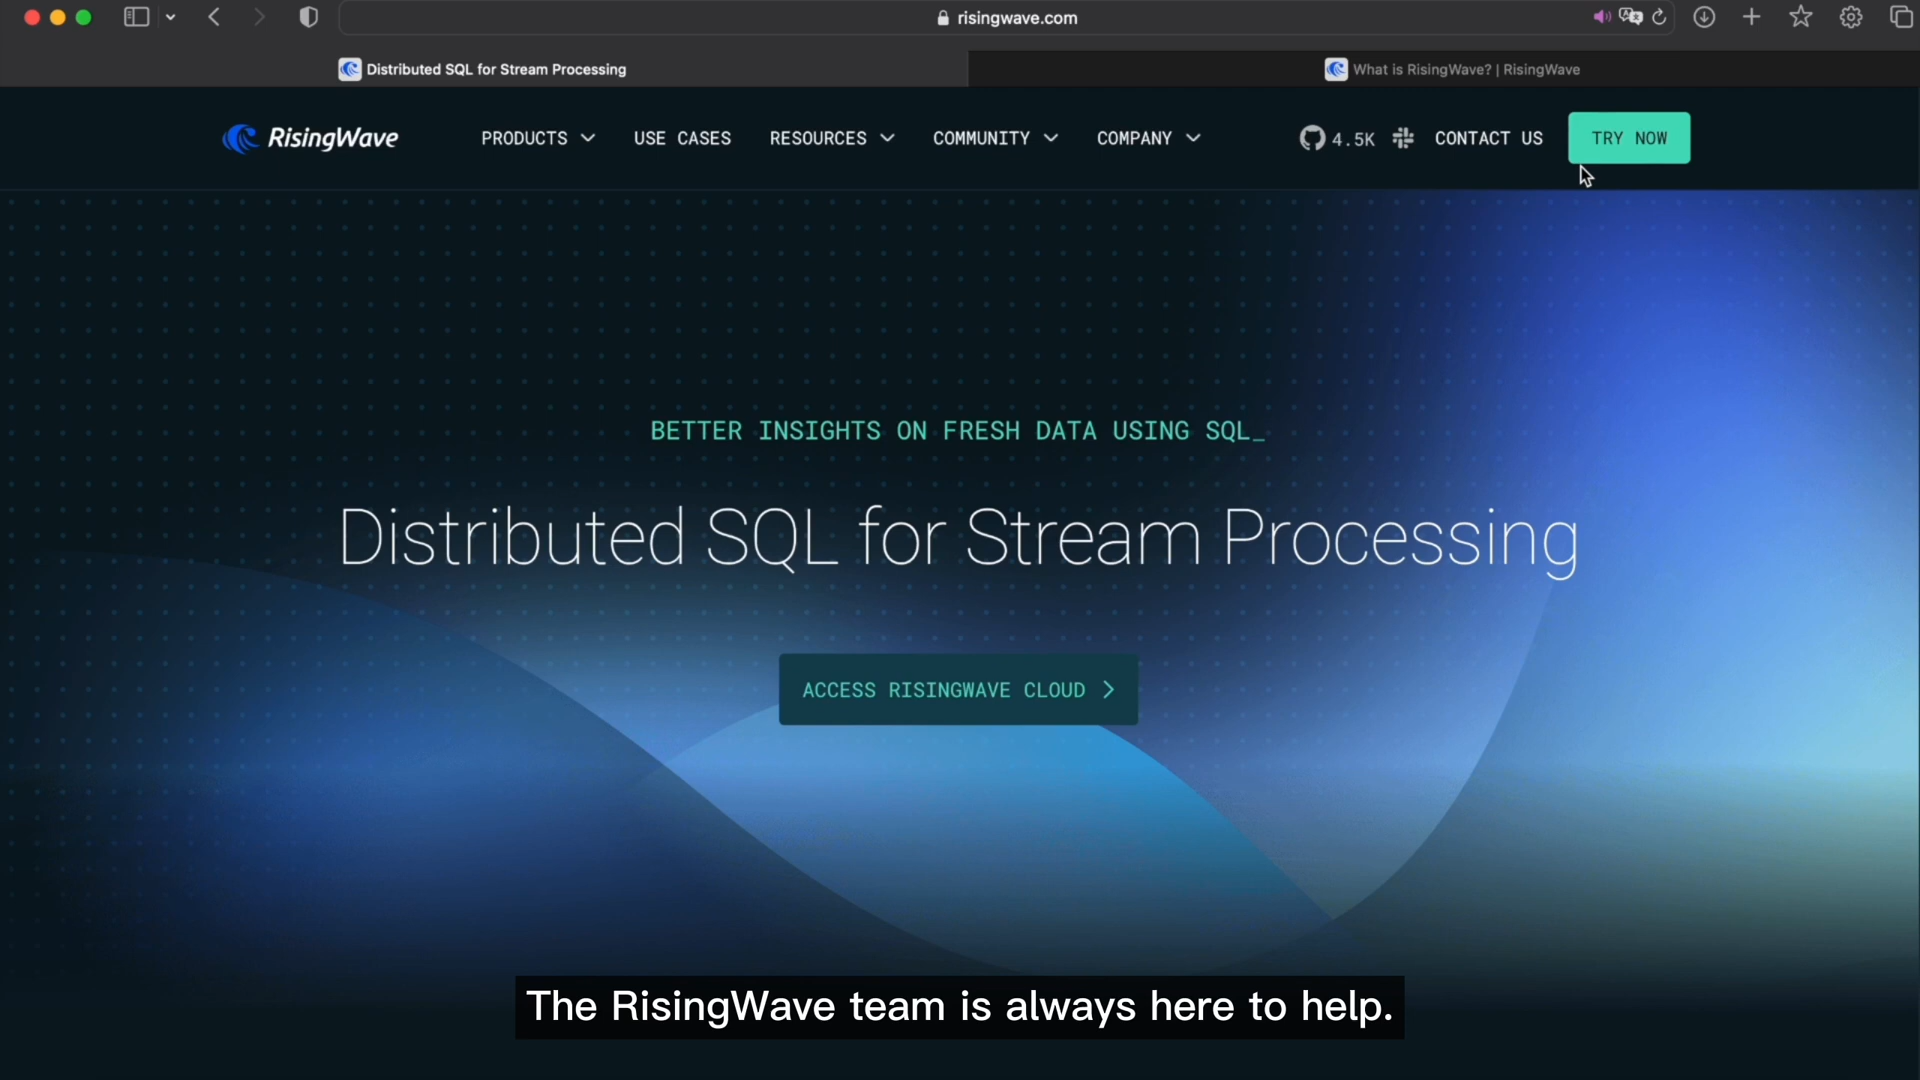 risingwave.com
Distributed SQL for Stream Processing
What is RisingWave? | RisingWave
RisingWave
PRODUCTS
USE CASES
RESOURCES
COMMUNITY
COMPANY
4.5K
CONTACT US
TRY NOW
BETTER INSIGHTS ON FRESH DATA USING SQL_
Distributed SQL for Stream Processing
ACCESS RISINGWAVE CLOUD
The RisingWave team is always here to help.